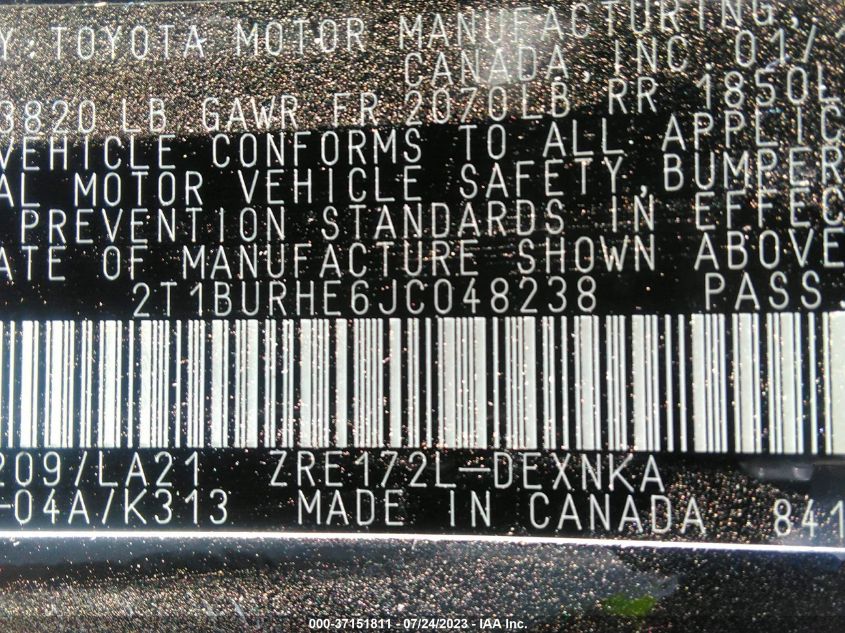 Y. TOYOTA MOTOR MANUFACTURING,
CANADA, INC. 01/
3820 LB GAWR FR 2070LB RR 1850L
VEHICLE CONFORMS TO ALL APPLIC
AL MOTOR VEHICLE SAFETY, BUMPER
PREVENTION STANDARDS IN EFFEC
ATE OF MANUFACTURE SHOWN ABOVE
2T1BURHE6JC048238 PASS.
209/LA21 ZRE172L-DEXNKA
-04A/K313 MADE IN CANADA 841
000-37151811 - 07/24/2023 - IAA Inc.